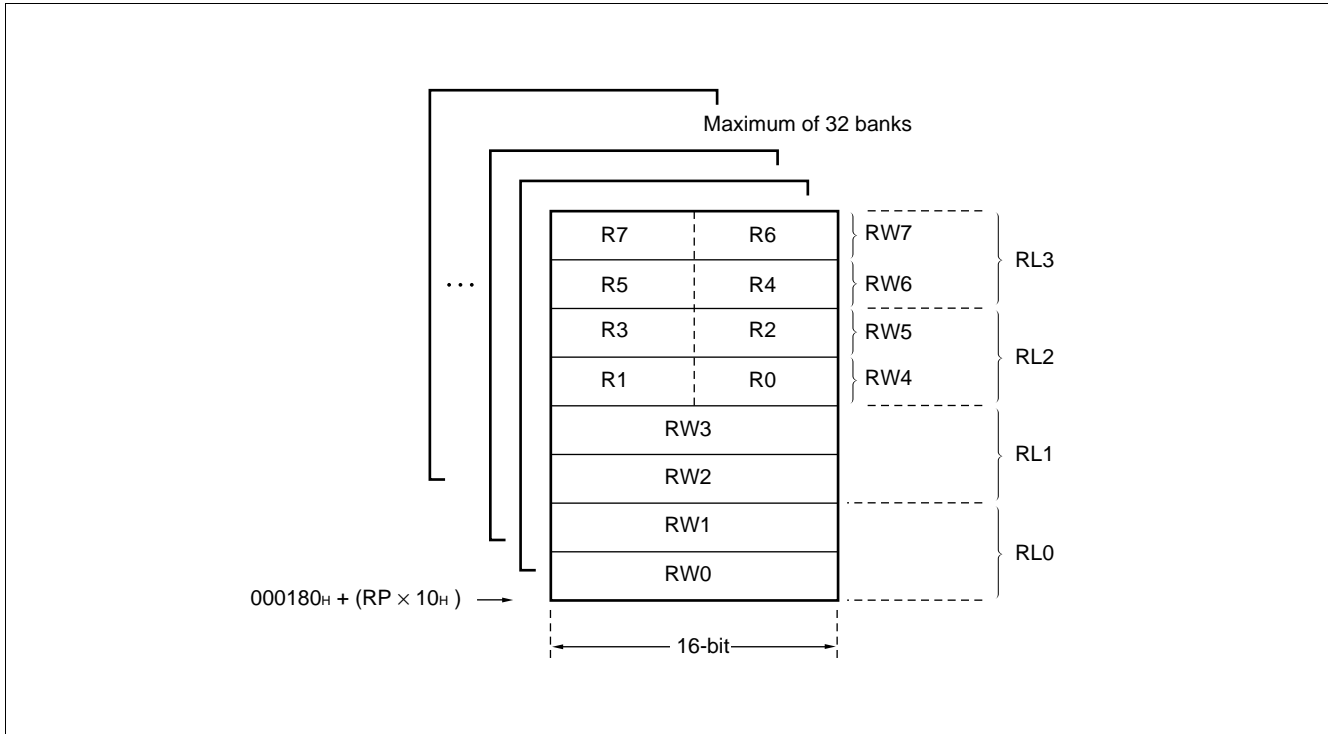 Maximum of 32 banks
R7 R6 RW7
RL3
... R5 R4 RW6
R3 R2 RW5
RL2
R1 R0 RW4
RW3
RL1
RW2
RW1
RL0
RW0
000180H + (RP × 10H )
16-bit